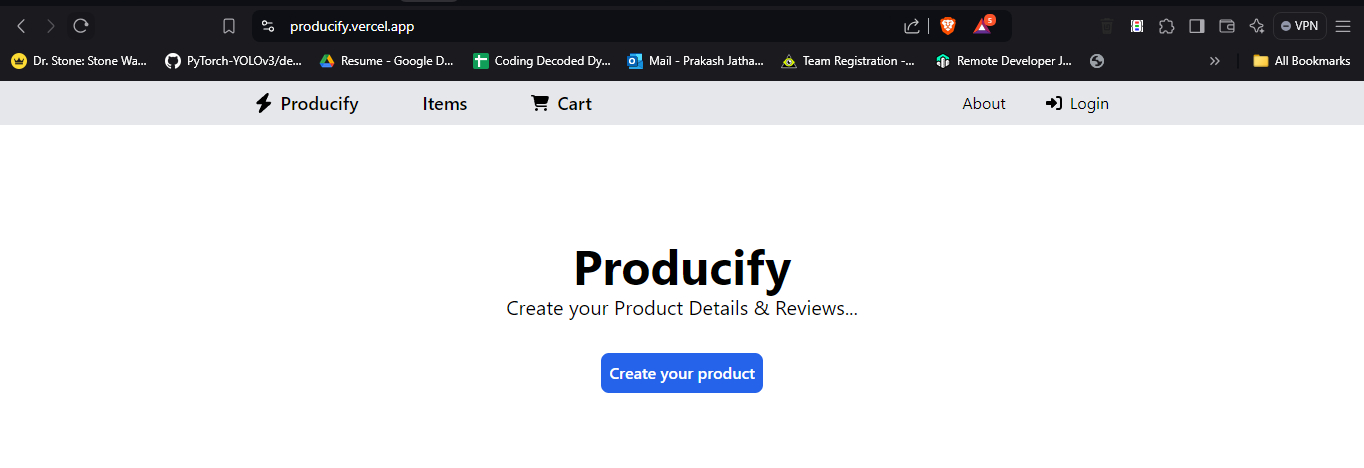 producify.vercel.app 5 VPN
Dr. Stone: Stone Wa... PyTorch-YOLOv3/de... Resume - Google D... Coding Decoded Dy... Mail - Prakash Jatha... Team Registration -... Remote Developer J... » All Bookmarks
Producify Items Cart About Login
Producify
Create your Product Details & Reviews...
Create your product